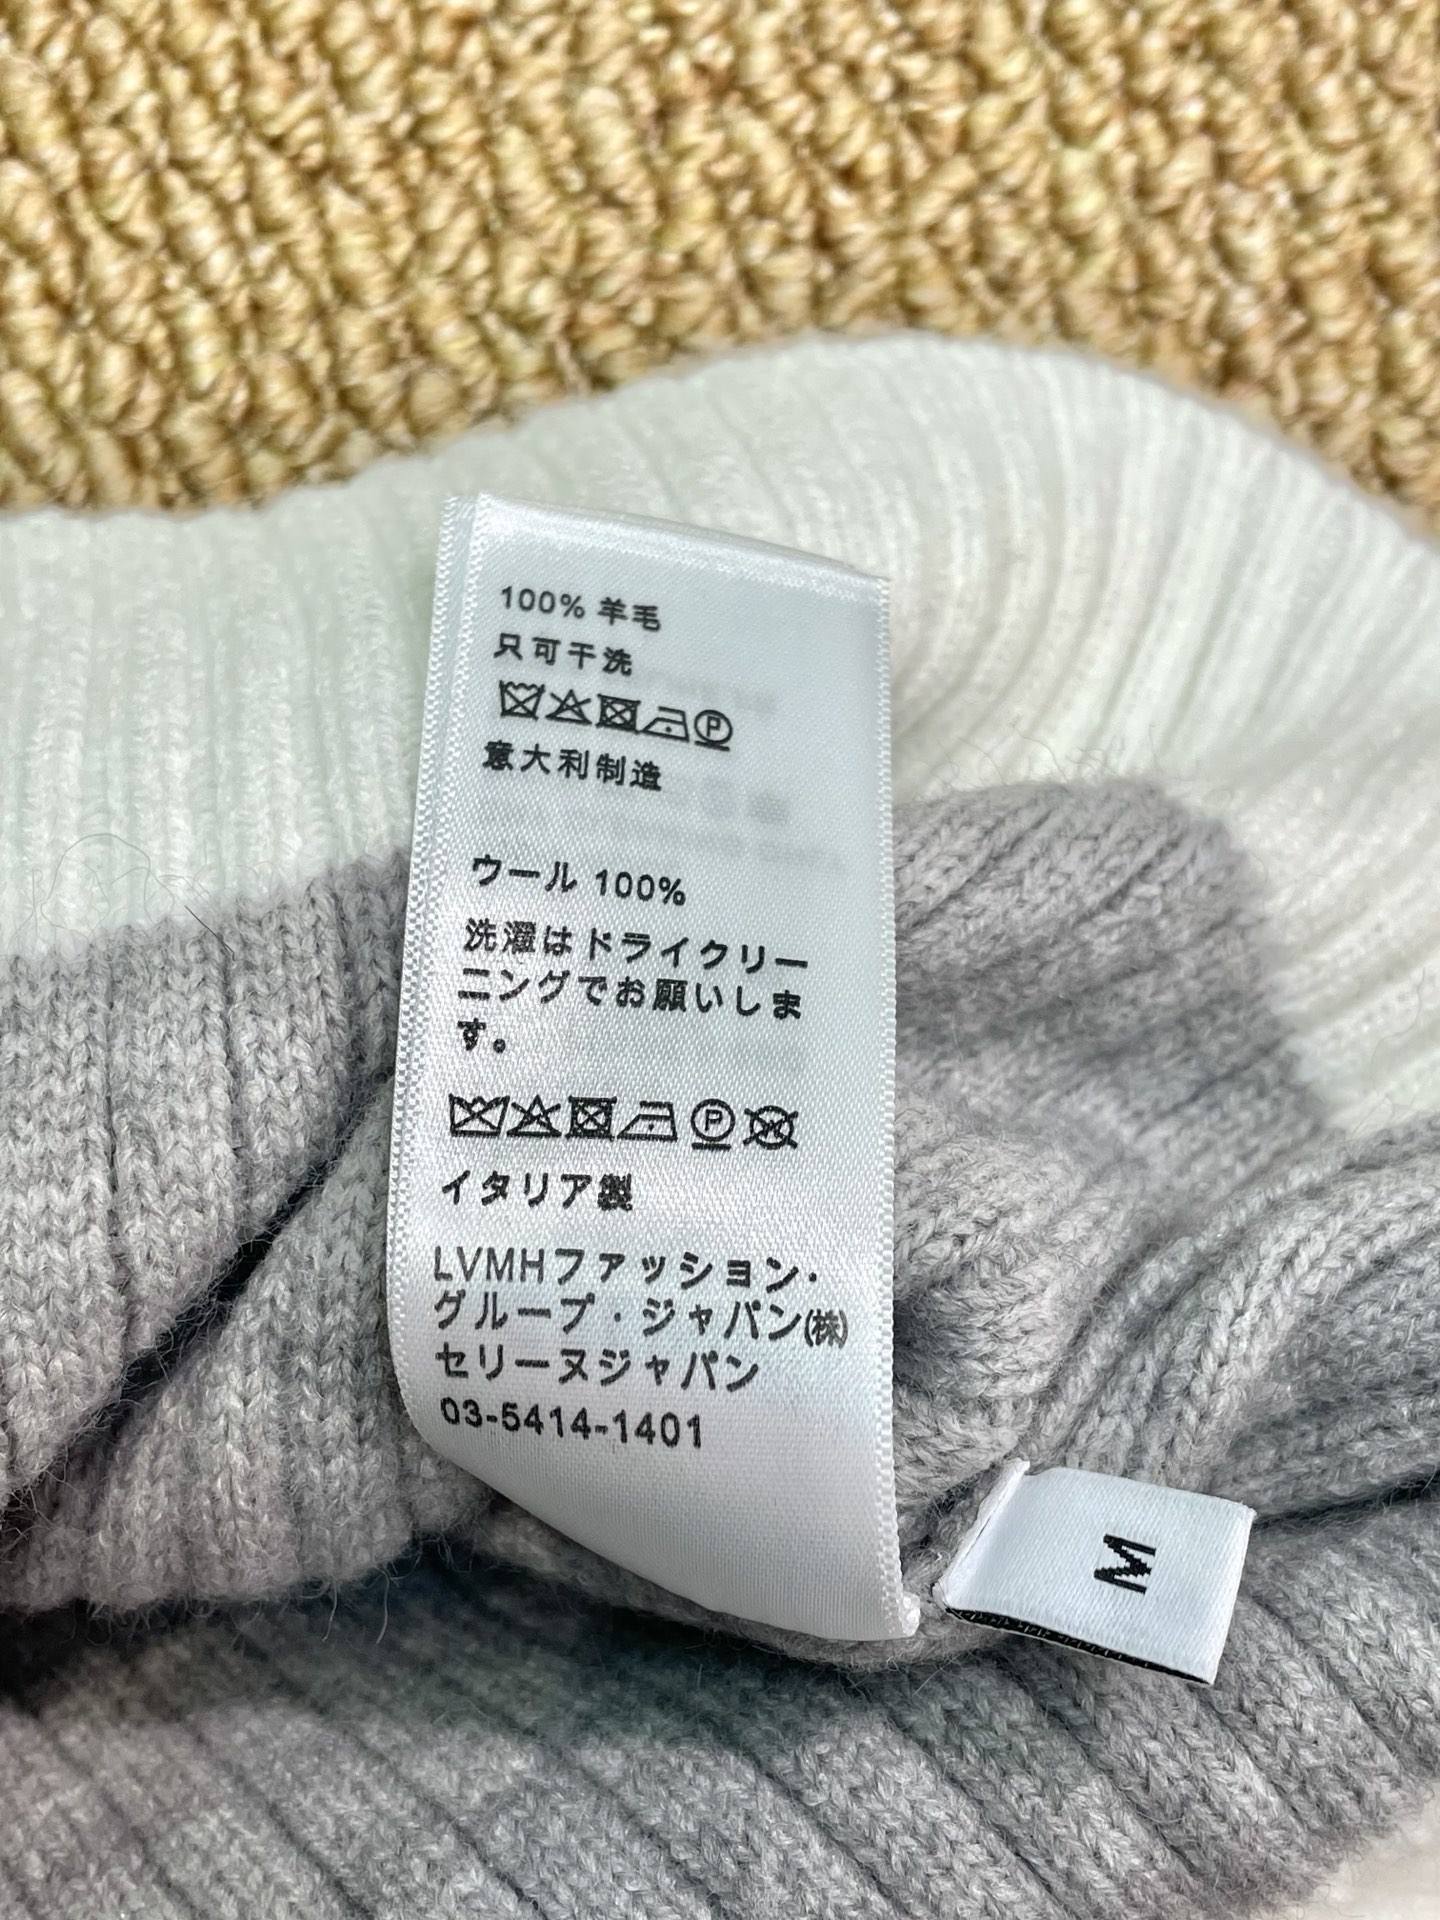 100% 羊毛
只可干洗
P
意大利制造
ウール 100%
洗濯はドライクリー
ニングでお願いしま
す。
P
イタリア製
LVMHファッション・
グループ・ジャパン(株)
セリーヌジャパン
03-5414-1401
M